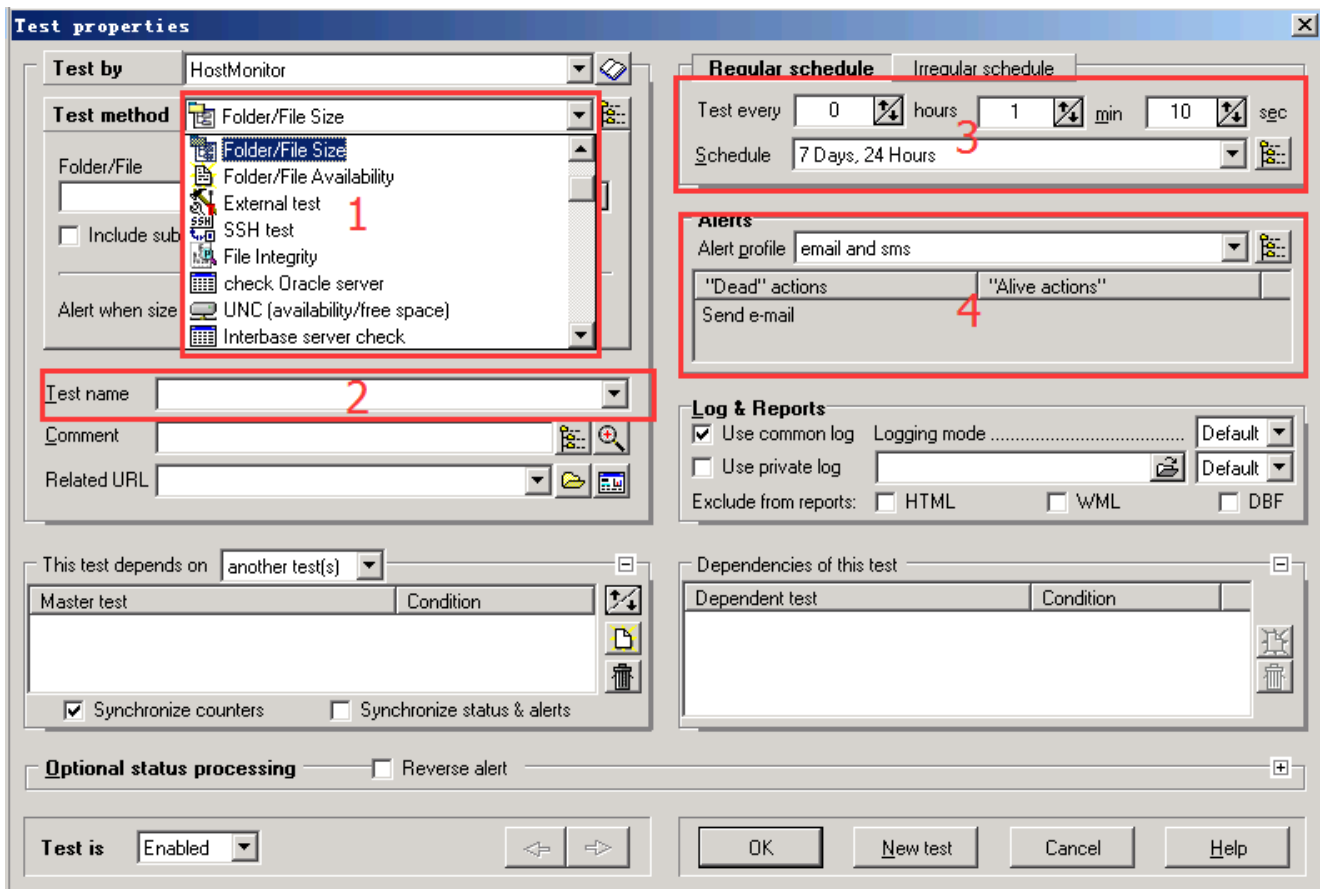 Test properties
Test by HostMonitor
Test method Folder/File Size
Folder/File Size
Folder/File Availability
External test
SSH test
File Integrity
check Oracle server
UNC (availability/free space)
Interbase server check
1
Folder/File
Include sub
Alert when size
Test name
2
Comment
Related URL
Regular schedule Irregular schedule
Test every 0 hours 1 min 10 sec
3
Schedule 7 Days, 24 Hours
Alerts
Alert profile email and sms
"Dead" actions "Alive actions"
4
Send e-mail
Log & Reports
Use common log Logging mode ..................................... Default
Use private log Default
Exclude from reports: HTML WML DBF
This test depends on another test(s)
Master test Condition
Synchronize counters Synchronize status & alerts
Dependencies of this test
Dependent test Condition
Optional status processing Reverse alert
Test is Enabled
OK New test Cancel Help